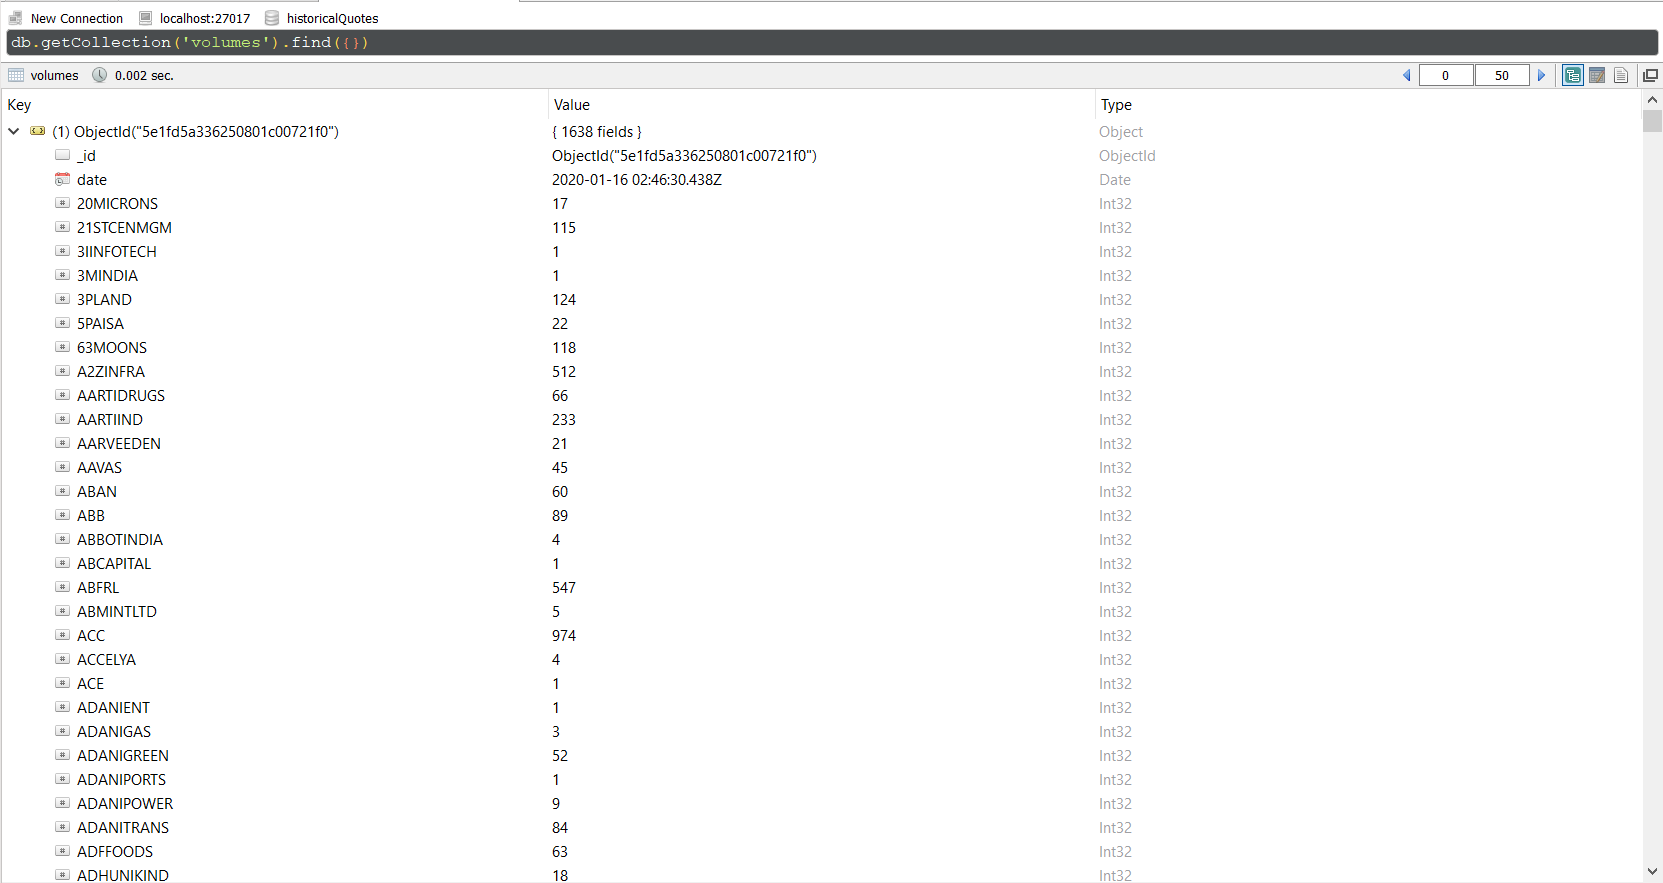 New Connection localhost:27017 historicalQuotes
db.getCollection('volumes').find({})
volumes 0.002 sec. 0 50
Key Value Type
(1) ObjectId("5e1fd5a336250801c00721f0") { 1638 fields } Object
_id ObjectId("5e1fd5a336250801c00721f0") ObjectId
date 2020-01-16 02:46:30.438Z Date
20MICRONS 17 Int32
21STCENMGM 115 Int32
3IINFOTECH 1 Int32
3MINDIA 1 Int32
3PLAND 124 Int32
5PAISA 22 Int32
63MOONS 118 Int32
A2ZINFRA 512 Int32
AARTIDRUGS 66 Int32
AARTIIND 233 Int32
AARVEEDEN 21 Int32
AAVAS 45 Int32
ABAN 60 Int32
ABB 89 Int32
ABBOTINDIA 4 Int32
ABCAPITAL 1 Int32
ABFRL 547 Int32
ABMINTLTD 5 Int32
ACC 974 Int32
ACCELYA 4 Int32
ACE 1 Int32
ADANIENT 1 Int32
ADANIGAS 3 Int32
ADANIGREEN 52 Int32
ADANIPORTS 1 Int32
ADANIPOWER 9 Int32
ADANITRANS 84 Int32
ADFFOODS 63 Int32
ADHUNIKIND 18 Int32